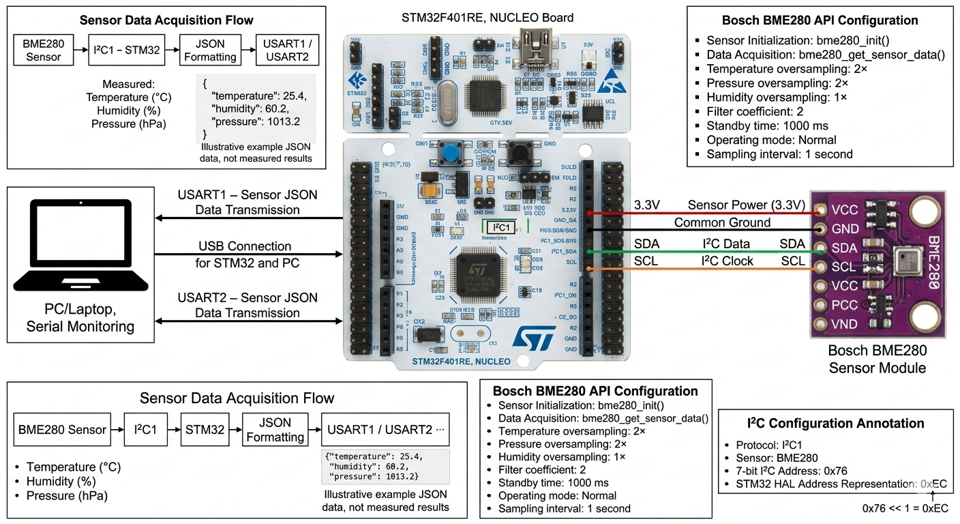 Sensor Data Acquisition Flow
BME280
Sensor
I²C1 – STM32
JSON
Formatting
USART1 /
USART2
Measured:
Temperature (°C)
Humidity (%)
Pressure (hPa)
{
"temperature": 25.4,
"humidity": 60.2,
"pressure": 1013.2
}
Illustrative example JSON
data, not measured results
STM32F401RE, NUCLEO Board
Bosch BME280 API Configuration
• Sensor Initialization: bme280_init()
• Data Acquisition: bme280_get_sensor_data()
• Temperature oversampling: 2×
• Pressure oversampling: 2×
• Humidity oversampling: 1×
• Filter coefficient: 2
• Standby time: 1000 ms
• Operating mode: Normal
• Sampling interval: 1 second
USART1 – Sensor JSON
Data Transmission
USB Connection
for STM32 and PC
USART2 – Sensor JSON
Data Transmission
PC/Laptop,
Serial Monitoring
I²C1
ST
STM32F401RE, NUCLEO
3.3V Sensor Power (3.3V)
Common Ground
SDA I²C Data SDA
SCL I²C Clock SCL
VCC
GND
SDA
SCL
VCC
PCC
VND
BME280
Bosch BME280
Sensor Module
Sensor Data Acquisition Flow
BME280 Sensor
I²C1
STM32
JSON
Formatting
USART1 / USART2 ···
• Temperature (°C)
• Humidity (%)
• Pressure (hPa)
{"temperature": 25.4,
"humidity": 60.2,
"pressure": 1013.2}
Illustrative example JSON
data, not measured results
Bosch BME280 API Configuration
• Sensor Initialization: bme280_init()
• Data Acquisition: bme280_get_sensor_data()
• Temperature oversampling: 2×
• Pressure oversampling: 2×
• Humidity oversampling: 1×
• Filter coefficient: 2
• Standby time: 1000 ms
• Operating mode: Normal
• Sampling interval: 1 second
I²C Configuration Annotation
• Protocol: I²C1
• Sensor: BME280
• 7-bit I²C Address: 0x76
• STM32 HAL Address Representation: 0xEC
0x76 << 1 = 0xEC